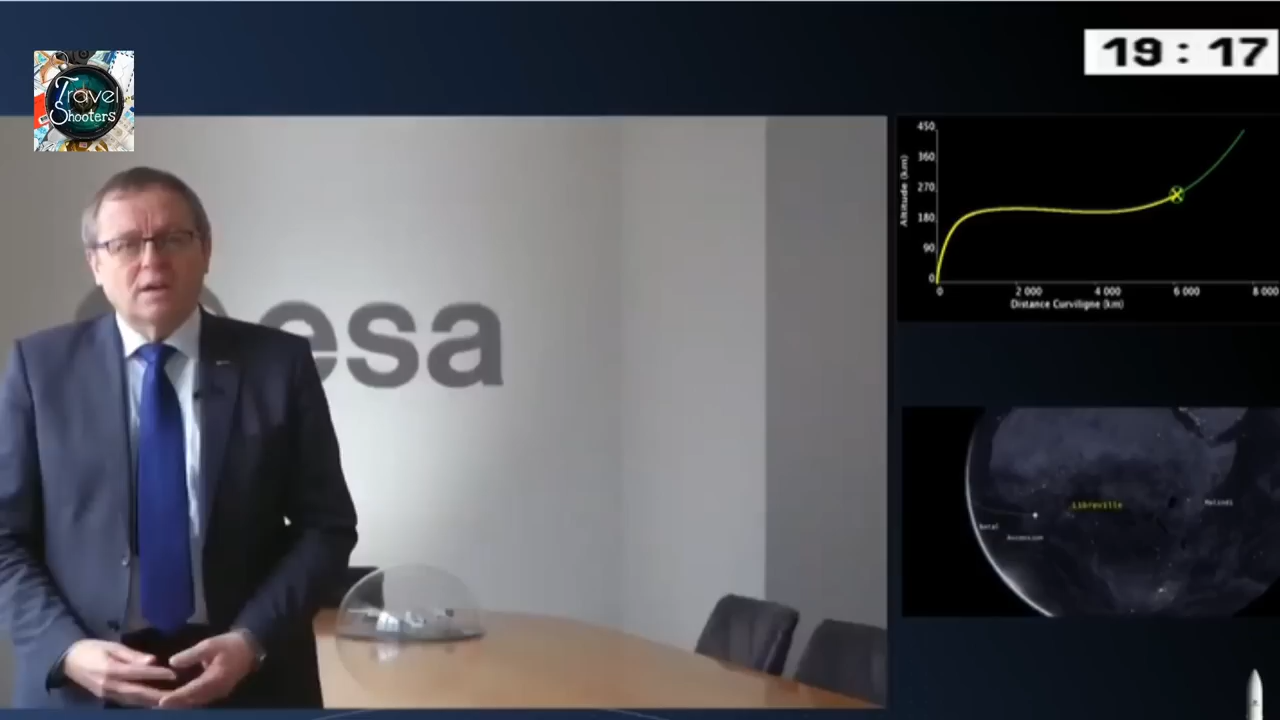 Travel
Shooters
19 : 17
esa
Altitude (km)
450
360
270
180
90
0
0 2 000 4 000 6 000 8 000
Distance Curviligne (km)
Libreville
Malindi
Natal
Ascension